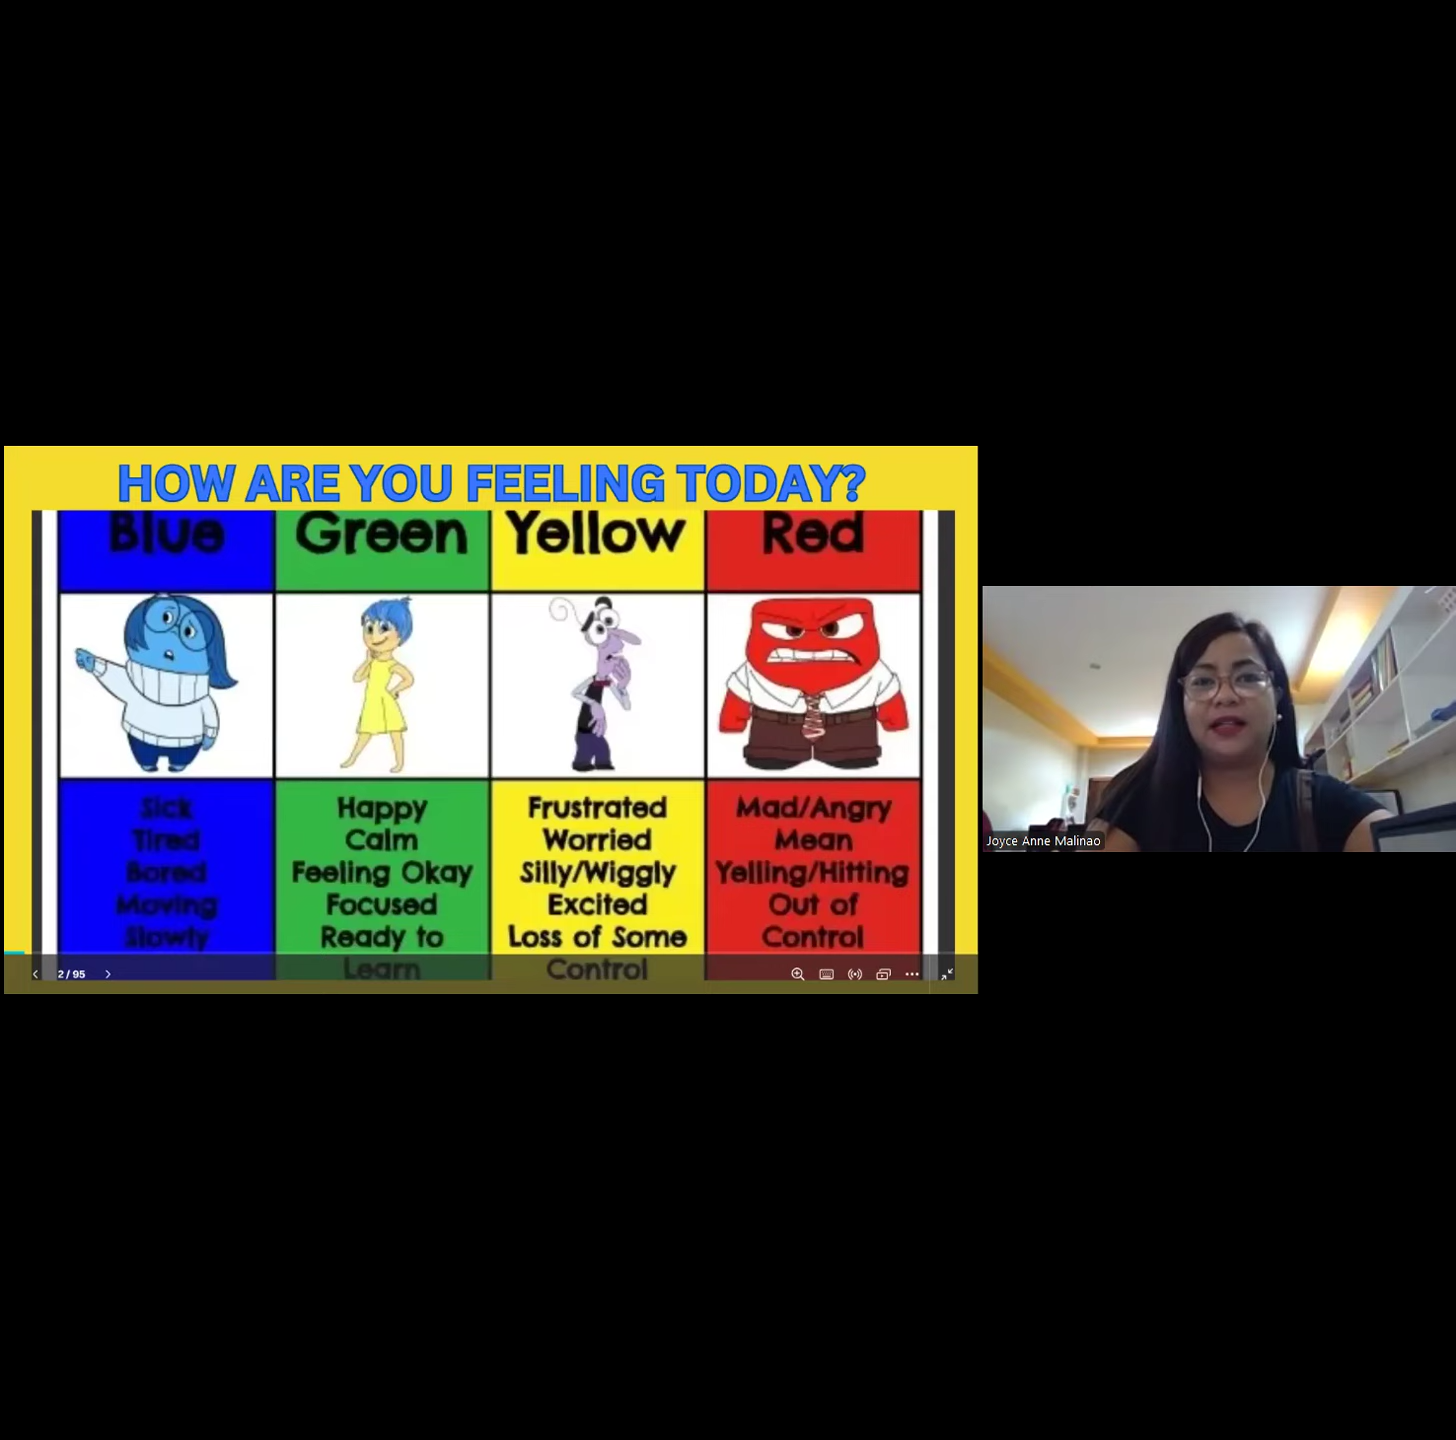 HOW ARE YOU FEELING TODAY?
Blue Green Yellow Red
Sick
Tired
Bored
Moving
Slowly
Happy
Calm
Feeling Okay
Focused
Ready to
Learn
Frustrated
Worried
Silly/Wiggly
Excited
Loss of Some
Control
Mad/Angry
Mean
Yelling/Hitting
Out of
Control
2 / 95
Joyce Anne Malinao